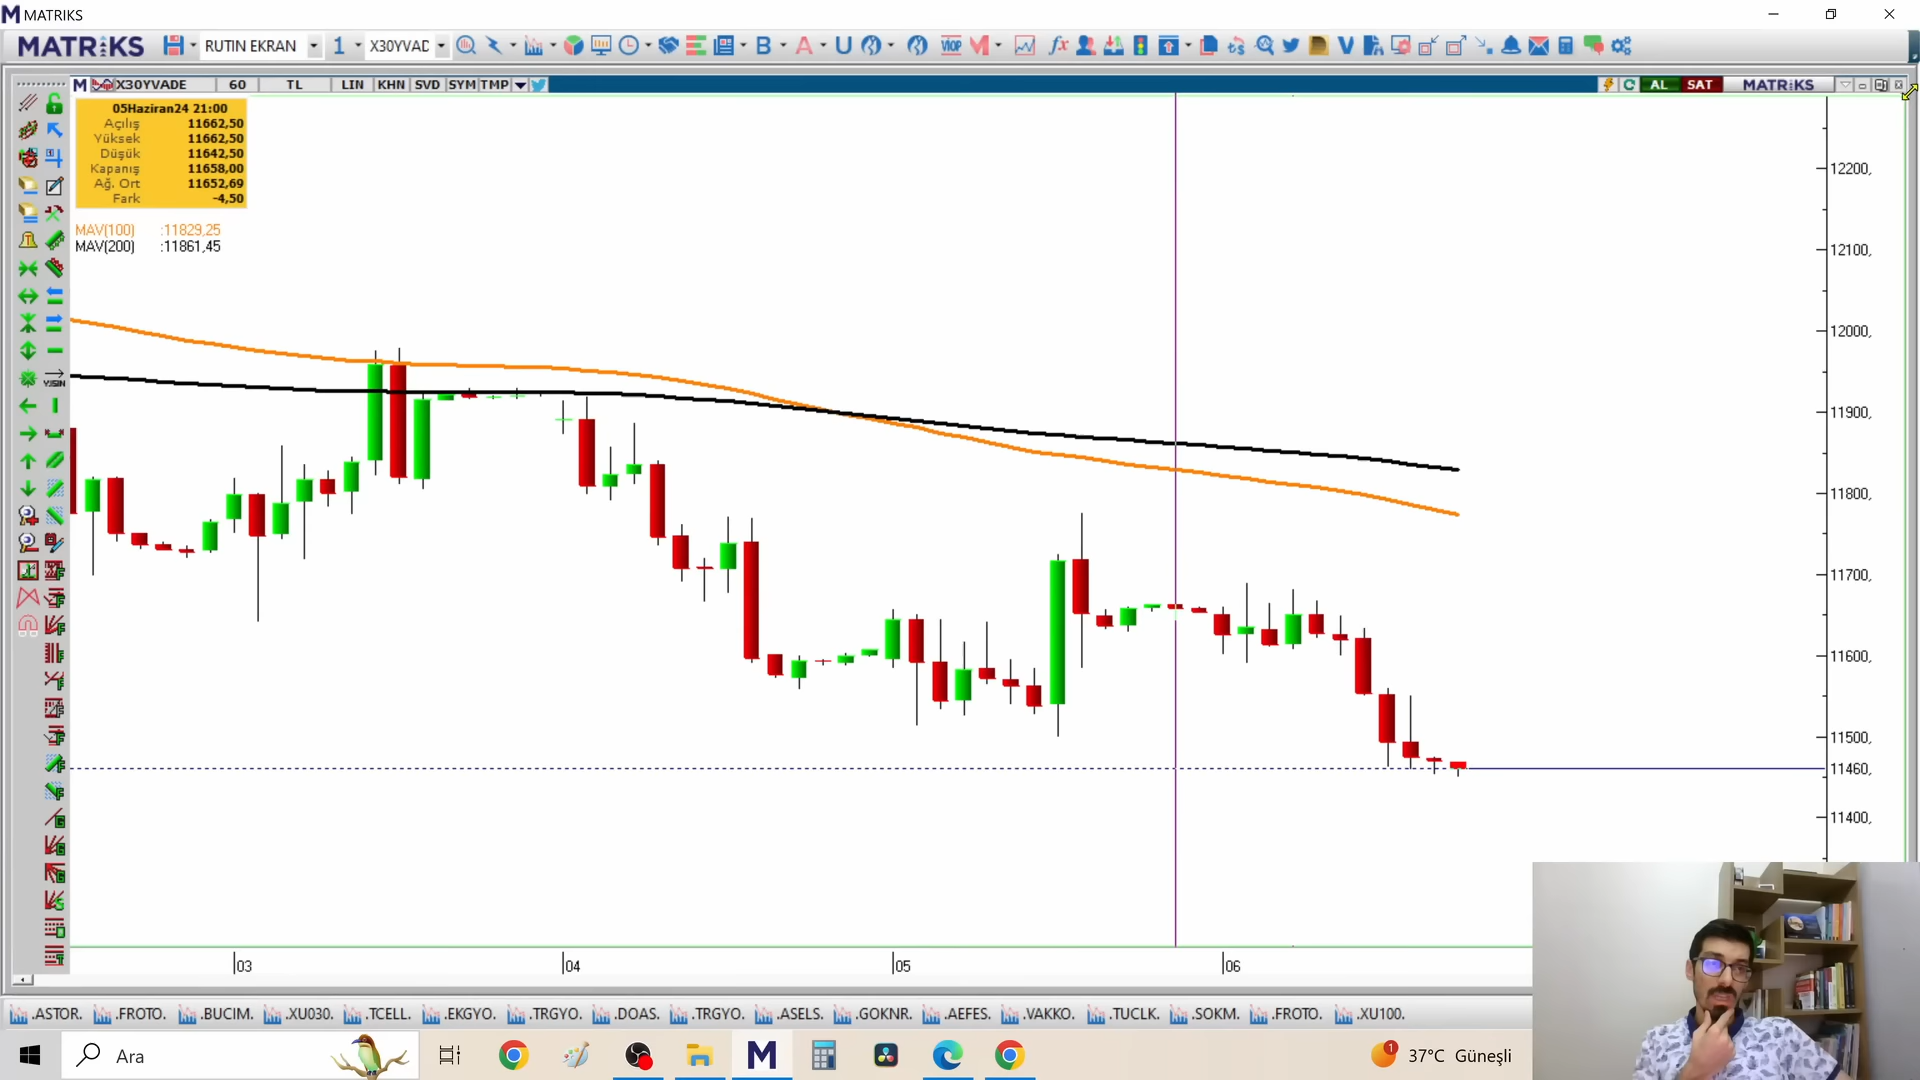 MATRIKS
MATRIKS RUTIN EKRAN 1 X30YVAD B A U VIOP M fx V
M X30YVADE 60 TL LIN KHN SVD SYM TMP AL SAT MATRIKS
05Haziran24 21:00
Açılış 11662,50
Yüksek 11662,50
Düşük 11642,50
Kapanış 11658,00
Ağ. Ort 11652,69
Fark -4,50
MAV(100) :11829,25
MAV(200) :11861,45
12200,
12100,
12000,
11900,
11800,
11700,
11600,
11500,
11460,
11400,
03 04 05 06
.ASTOR. .FROTO. .BUCIM. .XU030. .TCELL. .EKGYO. .TRGYO. .DOAS. .TRGYO. .ASELS. .GOKNR. .AEFES. .VAKKO. .TUCLK. .SOKM. .FROTO. .XU100.
Ara M 1 37°C Güneşli